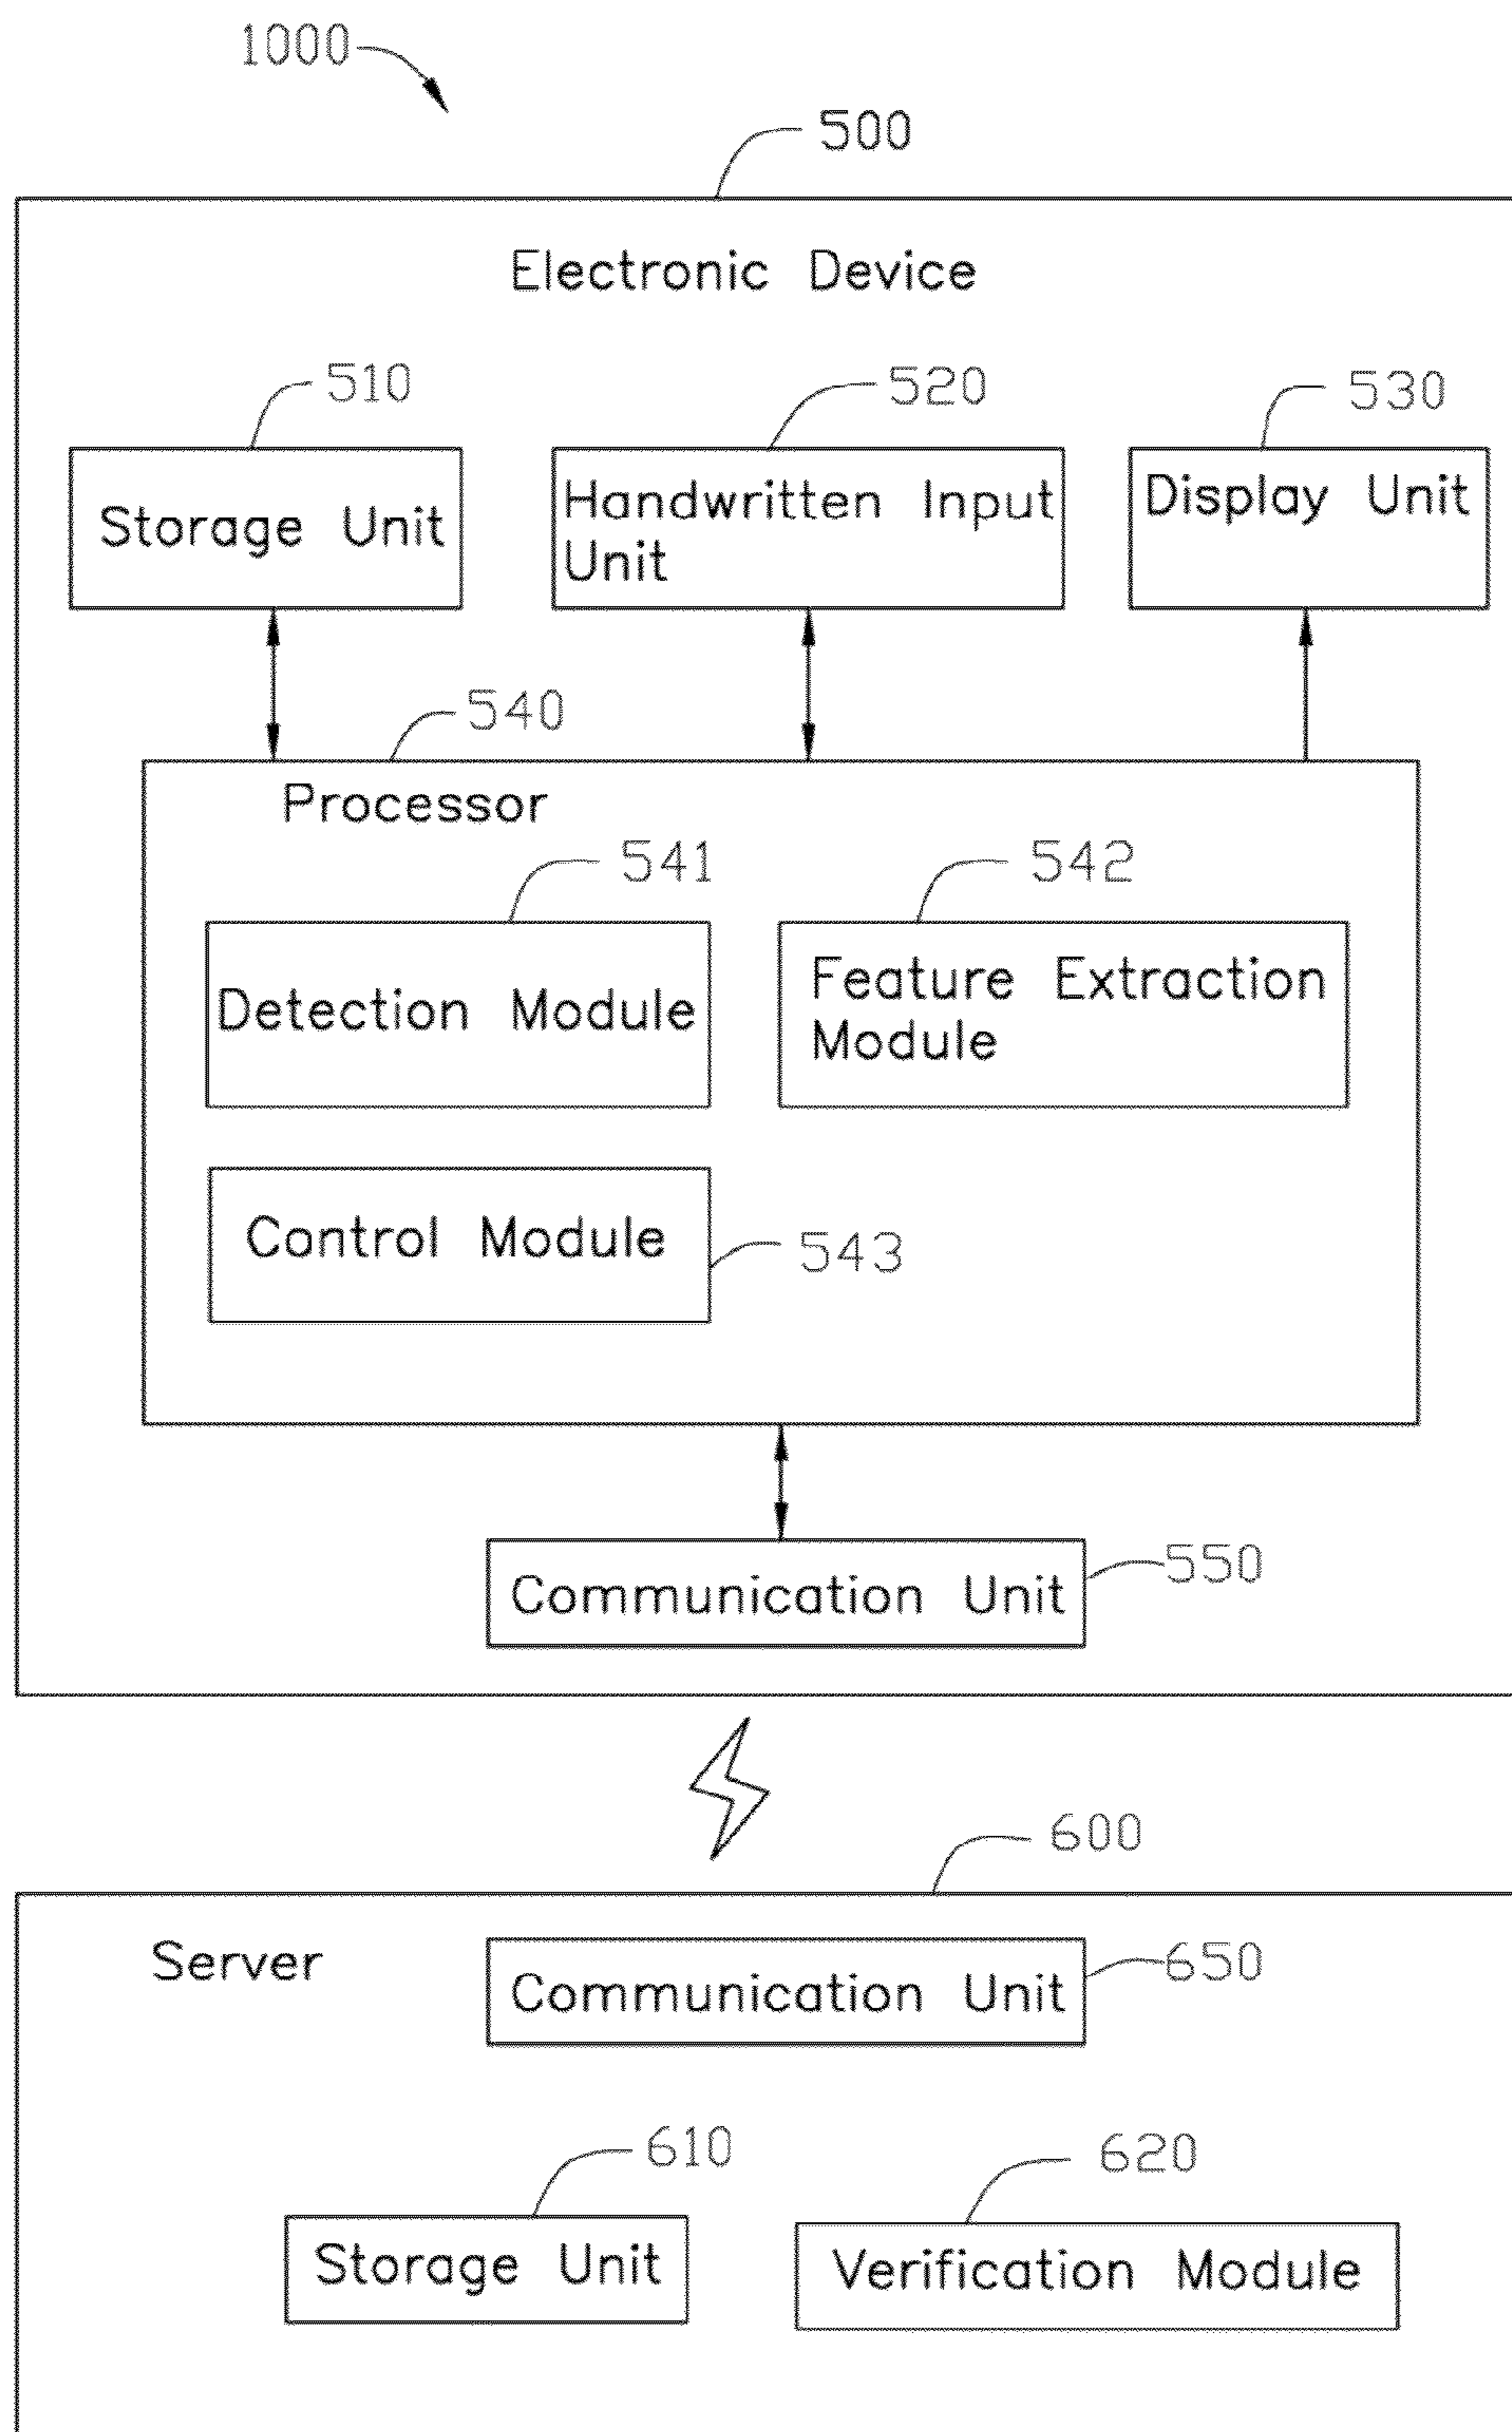 1000
500
Electronic Device
510
520
530
Storage Unit
Handwritten Input
Unit
Display Unit
540
Processor
541
542
Detection Module
Feature Extraction
Module
Control Module
543
Communication Unit
550
600
Server
Communication Unit
650
610
620
Storage Unit
Verification Module